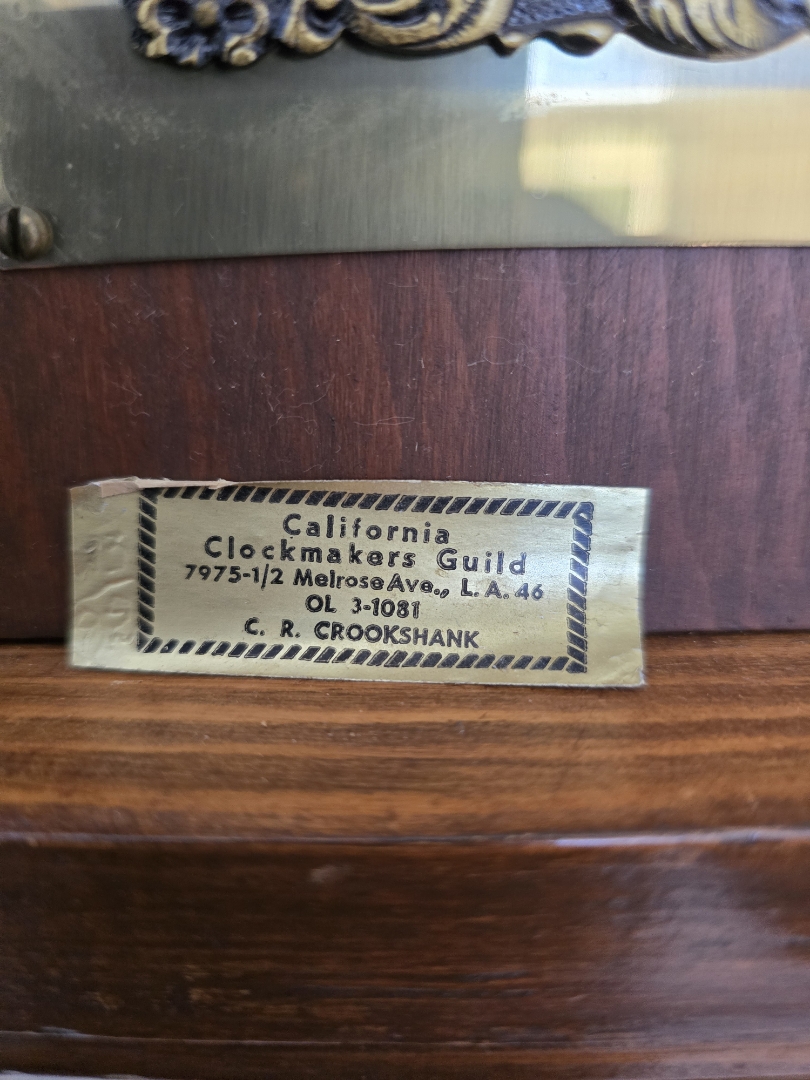 California
Clockmakers Guild
7975-1/2 Melrose Ave., L. A. 46
OL 3-1081
C. R. CROOKSHANK